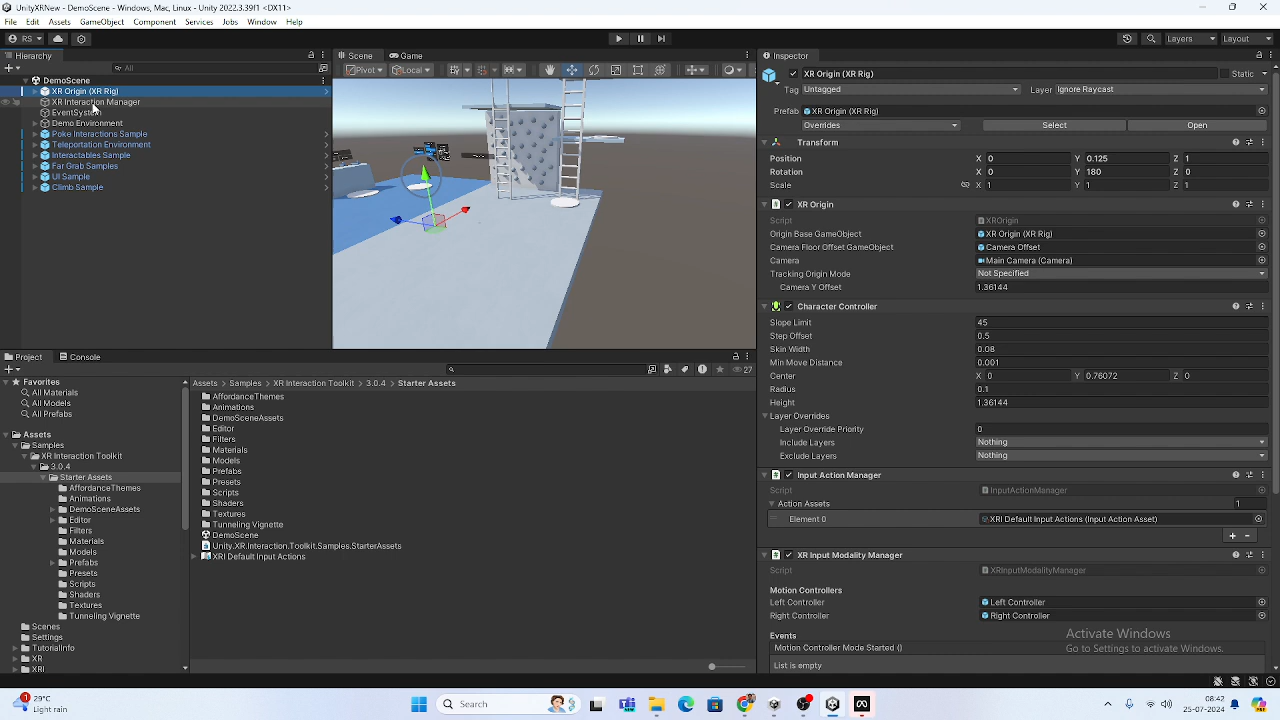 UnityXRNew - DemoScene - Windows, Mac, Linux - Unity 2022.3.39f1 <DX11>
File Edit Assets GameObject Component Services Jobs Window Help
RS Layers Layout
Hierarchy Scene Game Inspector
All Pivot Local XR Origin (XR Rig) Static
DemoScene Tag Untagged Layer Ignore Raycast
XR Origin (XR Rig)
XR Interaction Manager Prefab XR Origin (XR Rig)
EventSystem Overrides Select Open
Demo Environment
Poke Interactions Sample Transform
Teleportation Environment Position X 0 Y 0.125 Z 1
Interactables Sample Rotation X 0 Y 180 Z 0
Far Grab Samples Scale X 1 Y 1 Z 1
UI Sample
Climb Sample
XR Origin
Script XROrigin
Origin Base GameObject XR Origin (XR Rig)
Camera Floor Offset GameObject Camera Offset
Camera Main Camera (Camera)
Tracking Origin Mode Not Specified
Camera Y Offset 1.36144
Character Controller
Slope Limit 45
Step Offset 0.5
Skin Width 0.08
Min Move Distance 0.001
Center X 0 Y 0.76072 Z 0
Radius 0.1
Height 1.36144
Layer Overrides
Layer Override Priority 0
Include Layers Nothing
Exclude Layers Nothing
Input Action Manager
Script InputActionManager
Action Assets 1
Element 0 XRI Default Input Actions (Input Action Asset)
+ -
XR Input Modality Manager
Script XRInputModalityManager
Motion Controllers
Left Controller Left Controller
Right Controller Right Controller
Events
Motion Controller Mode Started ()
List is empty
Activate Windows
Go to Settings to activate Windows.
Project Console
27
Favorites
All Materials
All Models
All Prefabs
Assets
Samples
XR Interaction Toolkit
3.0.4
Starter Assets
AffordanceThemes
Animations
DemoSceneAssets
Editor
Filters
Materials
Models
Prefabs
Presets
Scripts
Shaders
Textures
Tunneling Vignette
Scenes
Settings
TutorialInfo
XR
XRI
Assets > Samples > XR Interaction Toolkit > 3.0.4 > Starter Assets
AffordanceThemes
Animations
DemoSceneAssets
Editor
Filters
Materials
Models
Prefabs
Presets
Scripts
Shaders
Textures
Tunneling Vignette
DemoScene
Unity.XR.Interaction.Toolkit.Samples.StarterAssets
XRI Default Input Actions
1
29°C
Light rain
Search
08:42
25-07-2024